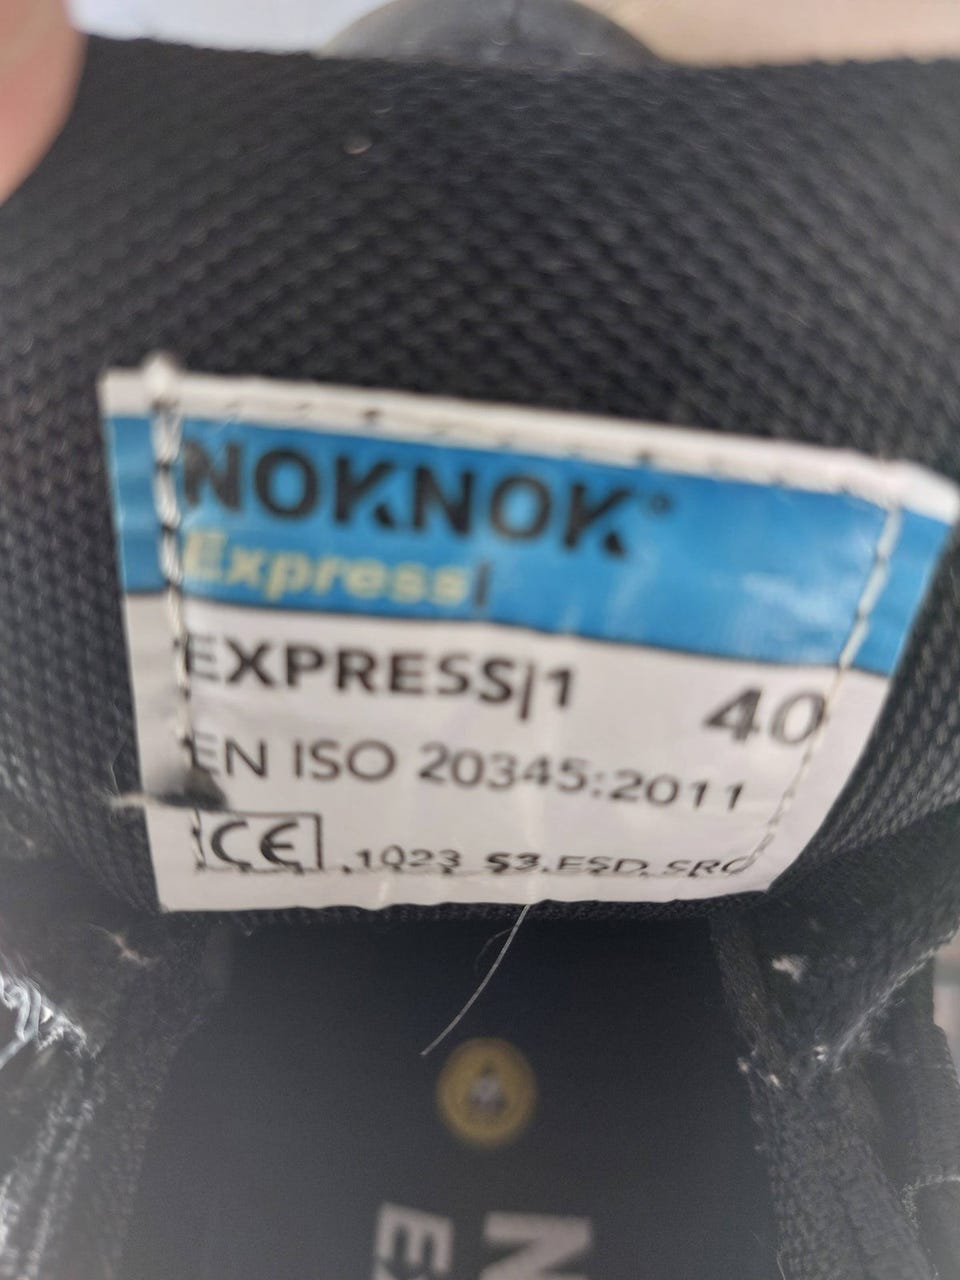 NOKNOK®
Express|
EXPRESS|1 40
EN ISO 20345:2011
CE 1023 S3 ESD SRC
N
E